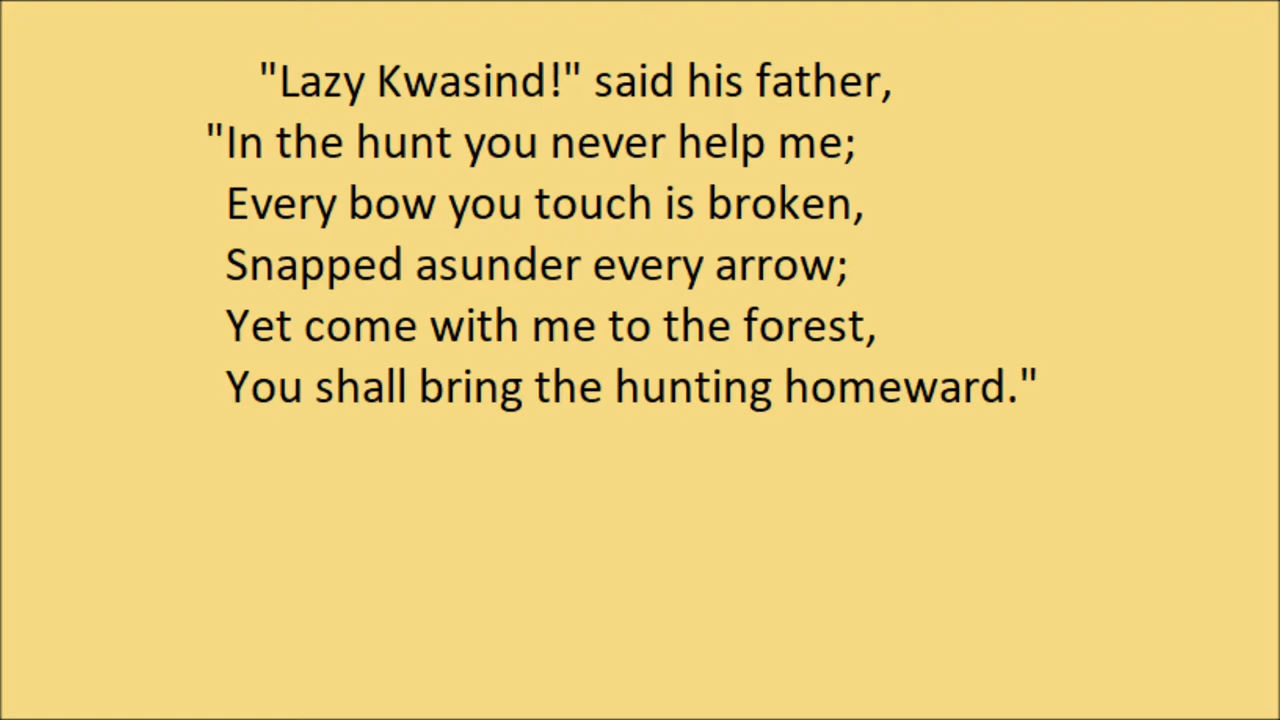 "Lazy Kwasind!" said his father,
"In the hunt you never help me;
Every bow you touch is broken,
Snapped asunder every arrow;
Yet come with me to the forest,
You shall bring the hunting homeward."